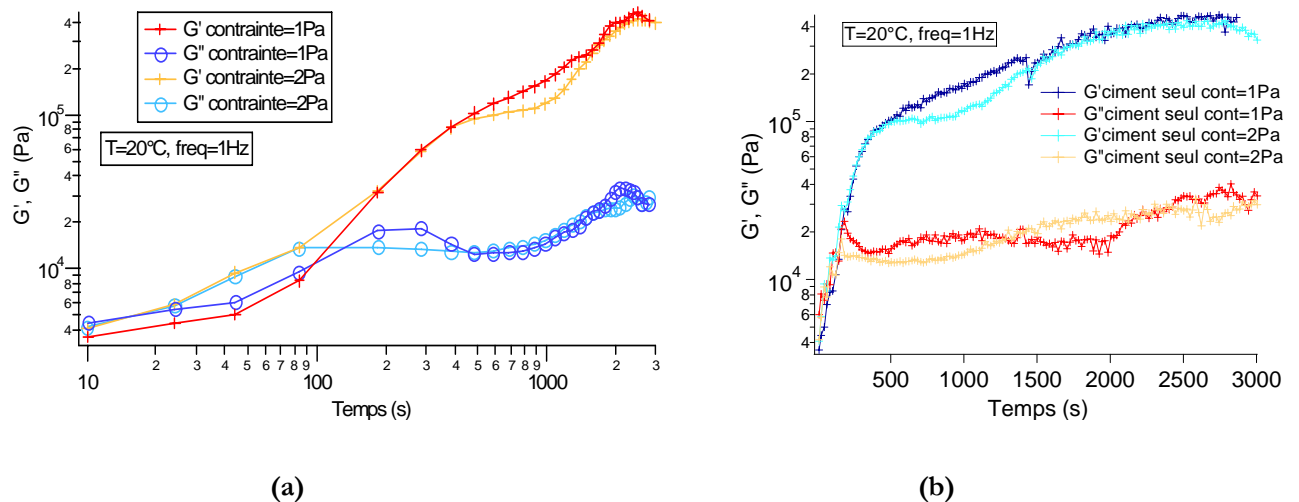 4
2
10^5
8
6
4
2
10^4
8
6
4
G', G" (Pa)
G' contrainte=1Pa
G" contrainte=1Pa
G' contrainte=2Pa
G" contrainte=2Pa
T=20°C, freq=1Hz
10 2 3 4 5 6 7 8 9 100 2 3 4 5 6 7 8 9 1000 2 3
Temps (s)
(a)
4
2
10^5
8
6
4
2
10^4
8
6
4
G', G" (Pa)
T=20°C, freq=1Hz
G'ciment seul cont=1Pa
G"ciment seul cont=1Pa
G'ciment seul cont=2Pa
G"ciment seul cont=2Pa
500 1000 1500 2000 2500 3000
Temps (s)
(b)